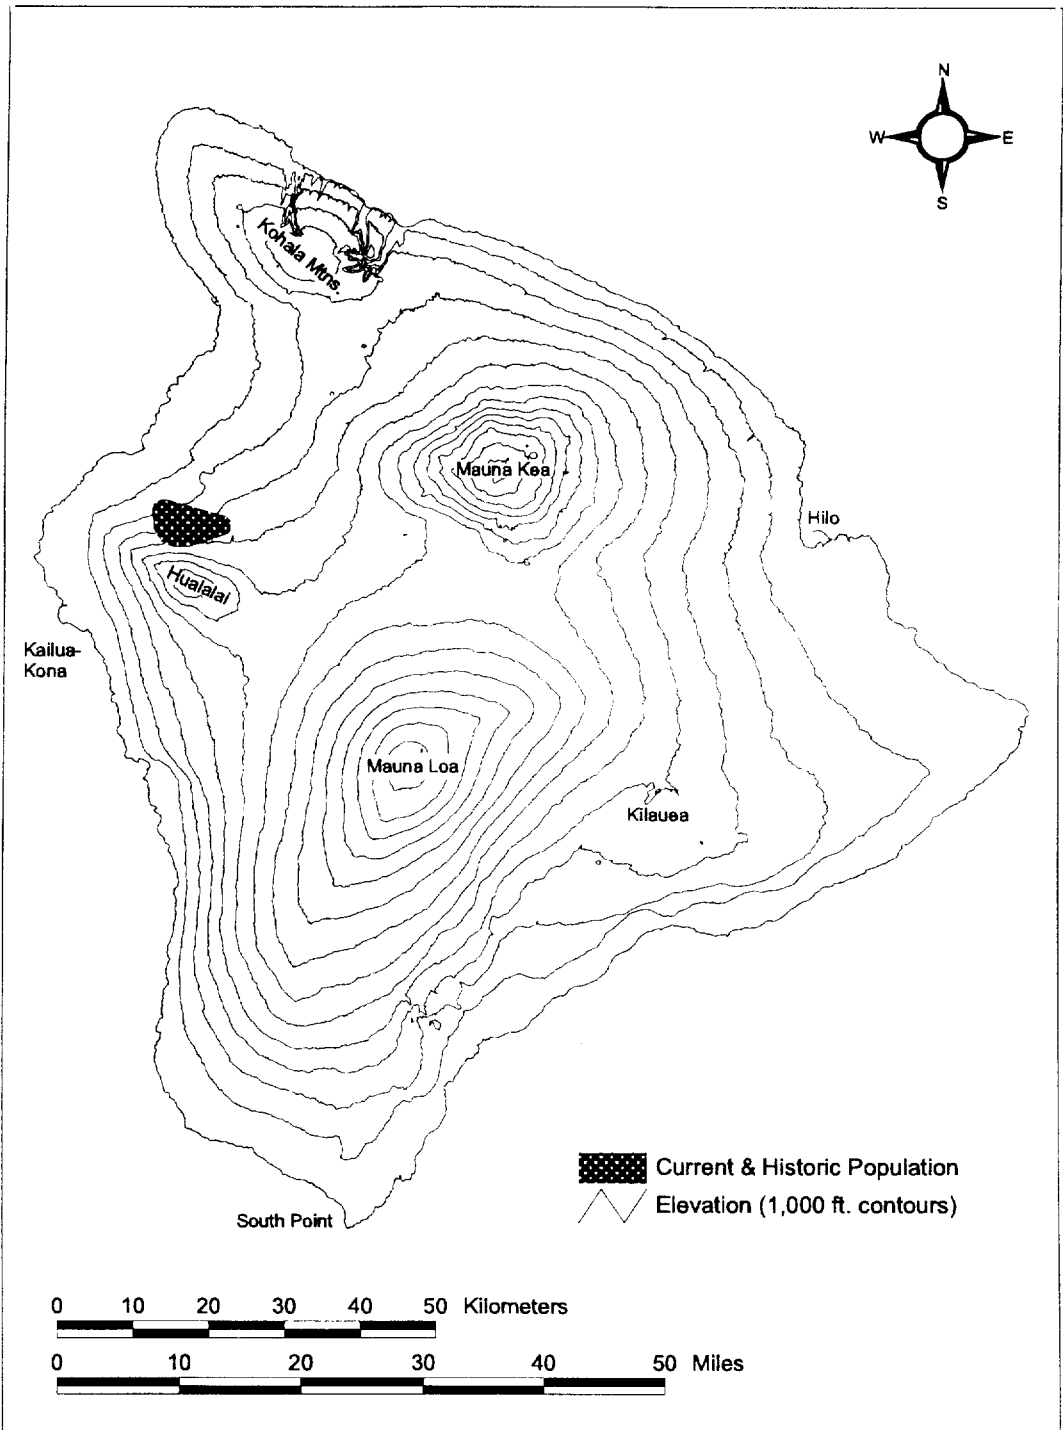 N
W E
S
Kohala Mtns.
Mauna Kea
Hilo
Hualalai
Kailua-
Kona
Mauna Loa
Kilauea
Current & Historic Population
Elevation (1,000 ft. contours)
South Point
0 10 20 30 40 50 Kilometers
0 10 20 30 40 50 Miles